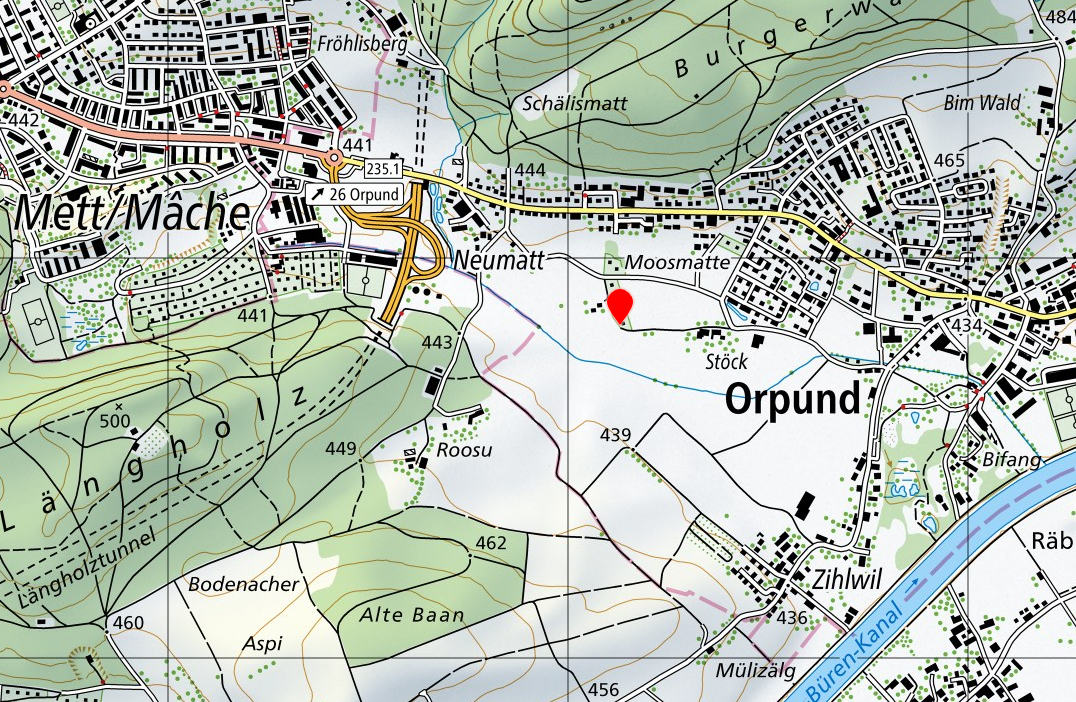 484
Fröhlisberg
Burgerwa
Schälismatt
Bim Wald
442
441
235.1
444
465
26 Orpund
Mett/Mâche
Neumatt
Moosmatte
441
434
443
Stöck
Orpund
500
Längholz
439
449
Roosu
Bifang
462
Räb
Längholztunnel
Bodenacher
Zihlwil
Alte Baan
460
436
Aspi
Mülizälg
456
Büren-Kanal